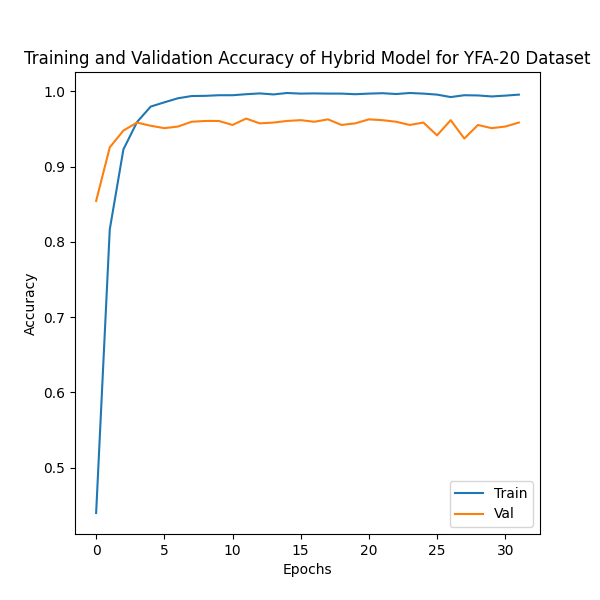 Training and Validation Accuracy of Hybrid Model for YFA-20 Dataset
1.0
0.9
0.8
0.7
0.6
0.5
Accuracy
0 5 10 15 20 25 30
Epochs
Train
Val